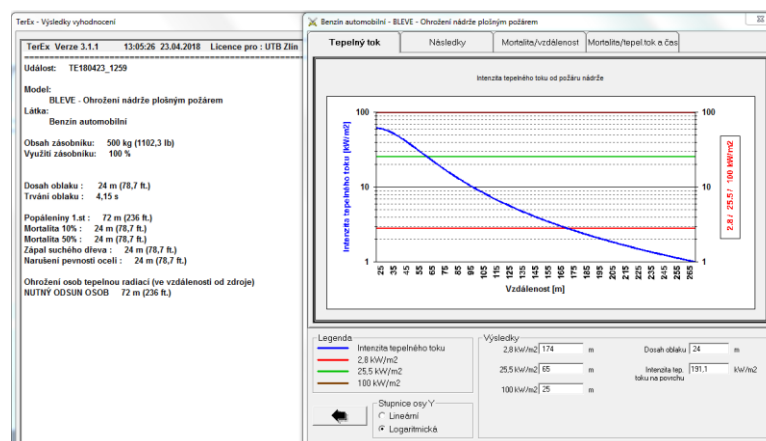 TerEx - Výsledky vyhodnocení
TerEx Verze 3.1.1 13:05:26 23.04.2018 Licence pro : UTB Zlín
Událost: TE180423_1259
Model:
BLEVE - Ohrožení nádrže plošným požárem
Látka:
Benzín automobilní
Obsah zásobníku: 500 kg (1102,3 lb)
Využití zásobníku: 100 %
Dosah oblaku : 24 m (78,7 ft.)
Trvání oblaku : 4,15 s
Popáleniny 1.st : 72 m (236 ft.)
Mortalita 10% : 24 m (78,7 ft.)
Mortalita 50% : 24 m (78,7 ft.)
Zápal suchého dřeva : 24 m (78,7 ft.)
Narušení pevnosti oceli : 24 m (78,7 ft.)
Ohrožení osob tepelnou radiací (ve vzdálenosti od zdroje)
NUTNÝ ODSUN OSOB 72 m (236 ft.)
Benzín automobilní - BLEVE - Ohrožení nádrže plošným požárem
Tepelný tok Následky Mortalita/vzdálenost Mortalita/tepel.tok a čas
Intenzita tepelného toku od požáru nádrže
Intenzita tepelného toku [kW/m2]
100
10
1
100
10
1
2.8 / 25,5 / 100 kW/m2
25 35 45 55 65 75 85 95 105 115 125 135 145 155 165 175 185 195 205 215 225 235 245 255 265
Vzdálenost [m]
Legenda
Intenzita tepelného toku
2,8 kW/m2
25,5 kW/m2
100 kW/m2
Stupnice osy Y
Lineární
Logaritmická
Výsledky
2,8 kW/m2 174 m Dosah oblaku 24 m
25,5 kW/m2 65 m Intenzita tep. toku na povrchu 191,1 kW/m2
100 kW/m2 25 m